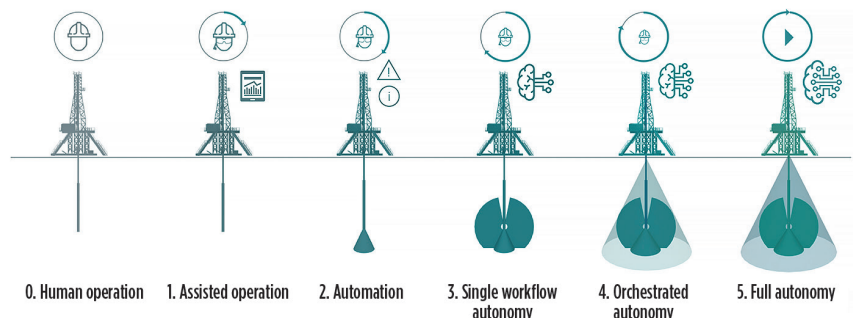 !
i
0. Human operation
1. Assisted operation
2. Automation
3. Single workflow
autonomy
4. Orchestrated
autonomy
5. Full autonomy